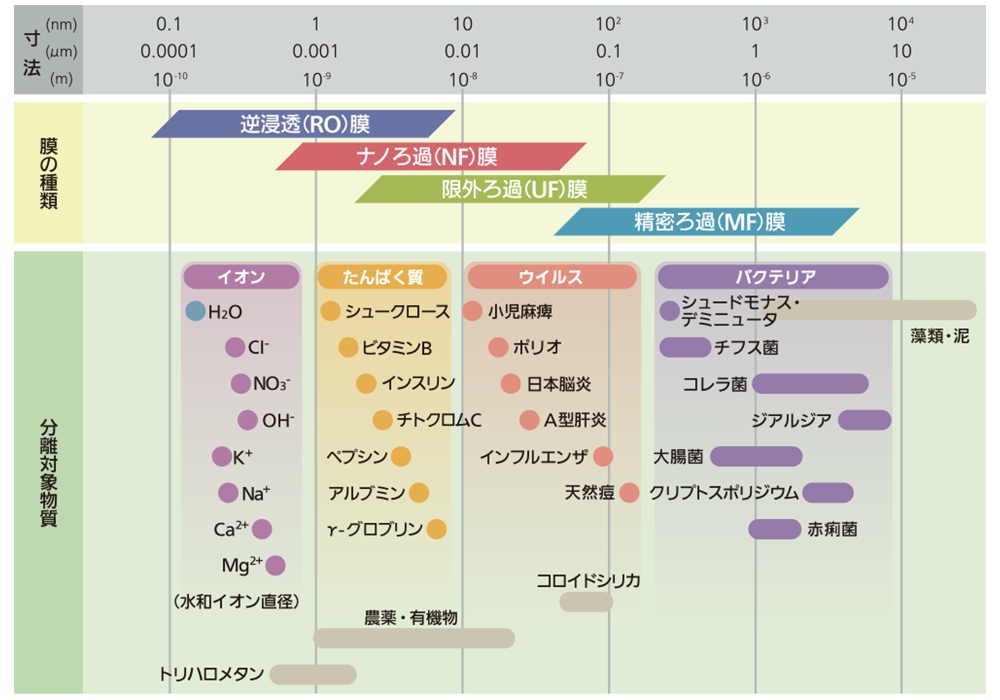 寸法
(nm) 0.1 1 10 10² 10³ 10⁴
(μm) 0.0001 0.001 0.01 0.1 1 10
(m) 10⁻¹⁰ 10⁻⁹ 10⁻⁸ 10⁻⁷ 10⁻⁶ 10⁻⁵
膜の種類
逆浸透(RO)膜
ナノろ過(NF)膜
限外ろ過(UF)膜
精密ろ過(MF)膜
分離対象物質
イオン
H₂O
Cl⁻
NO₃⁻
OH⁻
K⁺
Na⁺
Ca²⁺
Mg²⁺
(水和イオン直径)
たんぱく質
シュークロース
ビタミンB
インスリン
チトクロムC
ペプシン
アルブミン
γ-グロブリン
ウイルス
小児麻痺
ポリオ
日本脳炎
A型肝炎
インフルエンザ
天然痘
バクテリア
シュードモナス・
デミニュータ
チフス菌
コレラ菌
ジアルジア
大腸菌
クリプトスポリジウム
赤痢菌
藻類・泥
コロイドシリカ
農薬・有機物
トリハロメタン